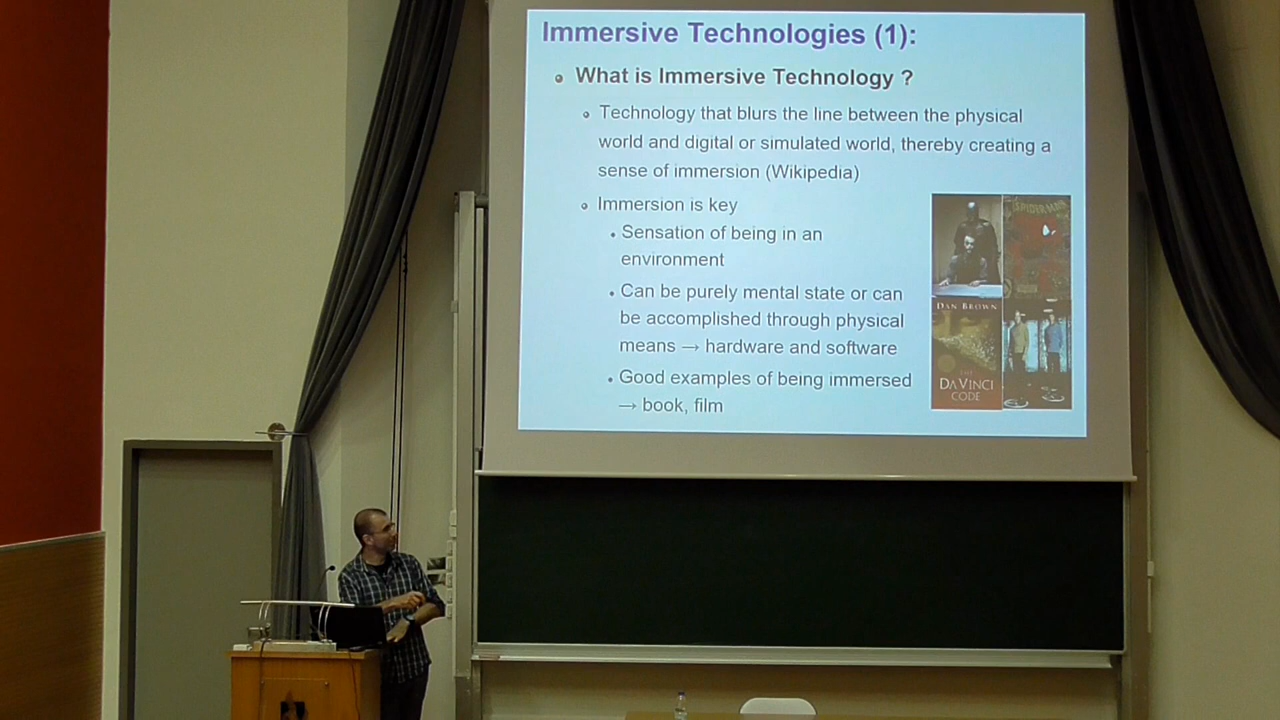 Immersive Technologies (1):
What is Immersive Technology ?
Technology that blurs the line between the physical
world and digital or simulated world, thereby creating a
sense of immersion (Wikipedia)
Immersion is key
Sensation of being in an
environment
Can be purely mental state or can
be accomplished through physical
means → hardware and software
Good examples of being immersed
→ book, film
SPIDER-MAN
DAN BROWN
THE
DA VINCI
CODE